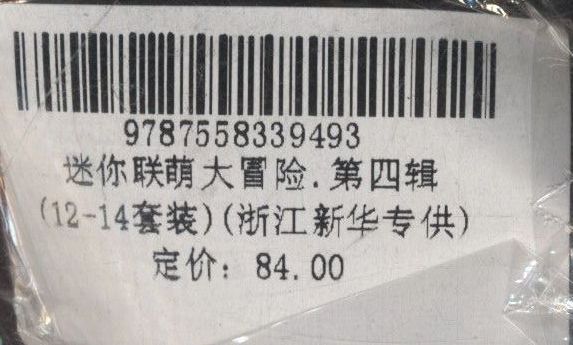 9787558339493
迷你联萌大冒险.第四辑
(12-14套装)(浙江新华专供)
定价: 84.00